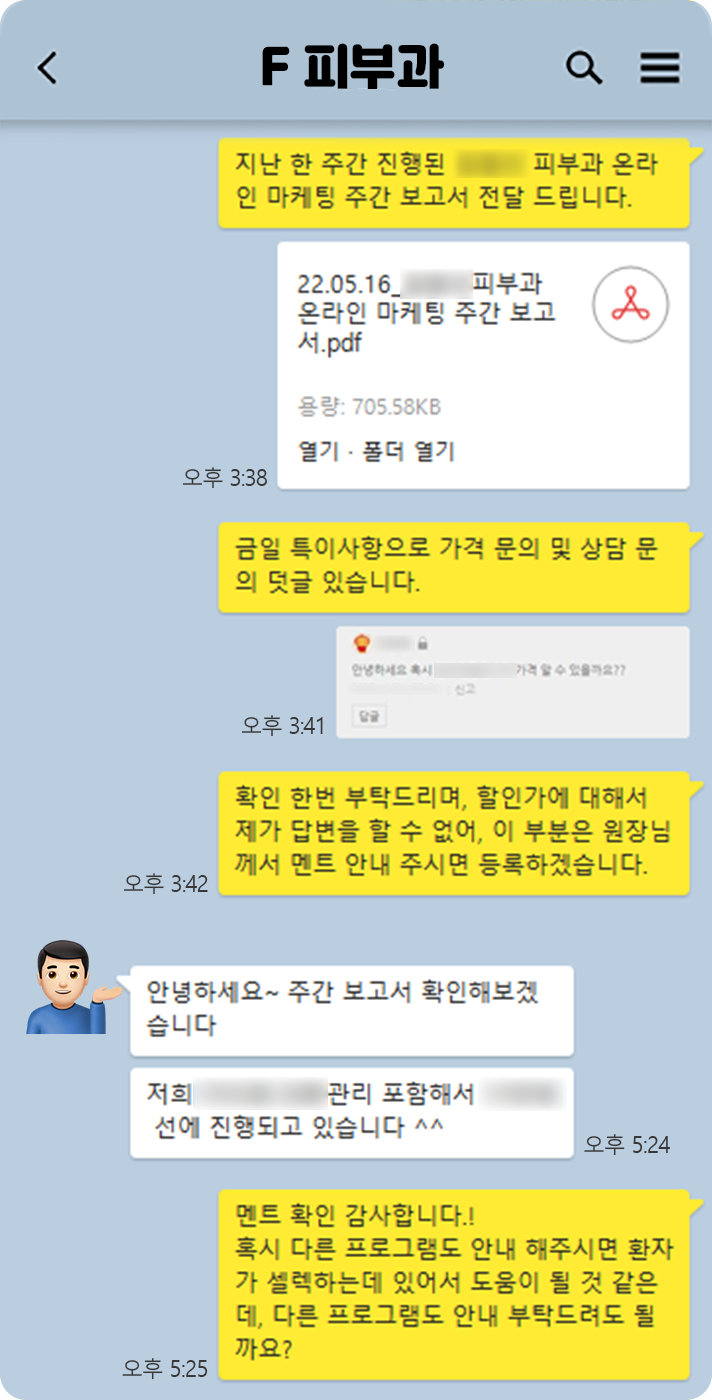 F 피부과
지난 한 주간 진행된 피부과 온라
인 마케팅 주간 보고서 전달 드립니다.
22.05.16_ 피부과
온라인 마케팅 주간 보고
서.pdf
용량: 705.58KB
열기 · 폴더 열기
오후 3:38
금일 특이사항으로 가격 문의 및 상담 문
의 덧글 있습니다.
안녕하세요 혹시 가격 알 수 있을까요??
· 신고
답글
오후 3:41
확인 한번 부탁드리며, 할인가에 대해서
제가 답변을 할 수 없어, 이 부분은 원장님
께서 멘트 안내 주시면 등록하겠습니다.
오후 3:42
안녕하세요~ 주간 보고서 확인해보겠
습니다
저희 관리 포함해서
선에 진행되고 있습니다 ^^
오후 5:24
멘트 확인 감사합니다.!
혹시 다른 프로그램도 안내 해주시면 환자
가 셀렉하는데 있어서 도움이 될 것 같은
데, 다른 프로그램도 안내 부탁드려도 될
까요?
오후 5:25